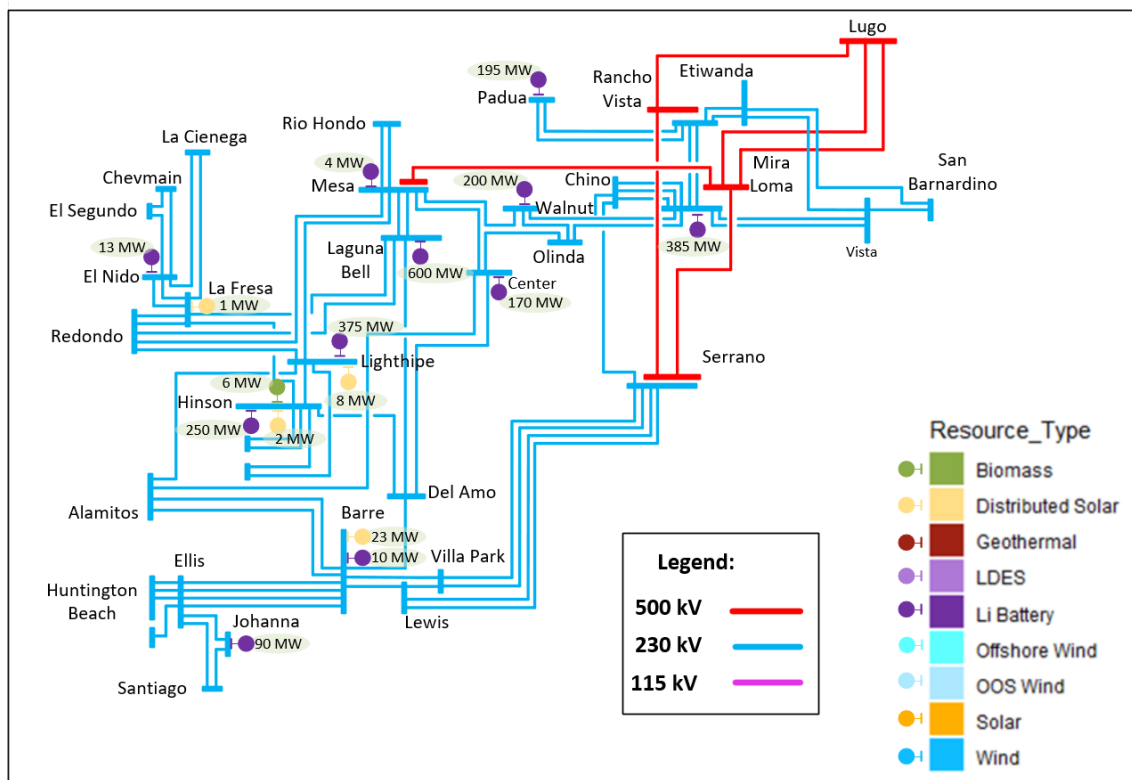 Lugo
195 MW
Rancho
Vista
Etiwanda
Padua
Rio Hondo
La Cienega
4 MW
Mesa
200 MW
Chino
Mira
Loma
San
Barnardino
Chevmain
El Segundo
Walnut
13 MW
El Nido
Laguna
Bell
Olinda
385 MW
Vista
600 MW
Center
170 MW
La Fresa
1 MW
Redondo
375 MW
Lighthipe
Serrano
6 MW
8 MW
Hinson
250 MW
2 MW
Alamitos
Del Amo
Barre
23 MW
10 MW
Villa Park
Ellis
Huntington
Beach
Lewis
Johanna
90 MW
Santiago
Legend:
500 kV
230 kV
115 kV
Resource_Type
Biomass
Distributed Solar
Geothermal
LDES
Li Battery
Offshore Wind
OOS Wind
Solar
Wind